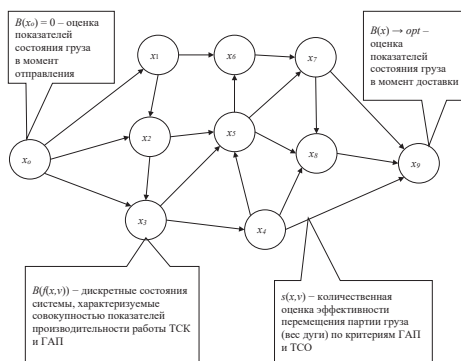 B(xₒ) = 0 – оценка
показателей
состояния груза
в момент
отправления
B(x) → opt –
оценка
показателей
состояния груза
в момент доставки
x1
x6
x7
x2
x5
x8
xₒ
x9
x3
x4
B(f(x,v)) – дискретные состояния
системы, характеризуемые
совокупностью показателей
производительности работы ТСК
и ГАП
s(x,v) – количественная
оценка эффективности
перемещения партии груза
(вес дуги) по критериям ГАП
и ТСО